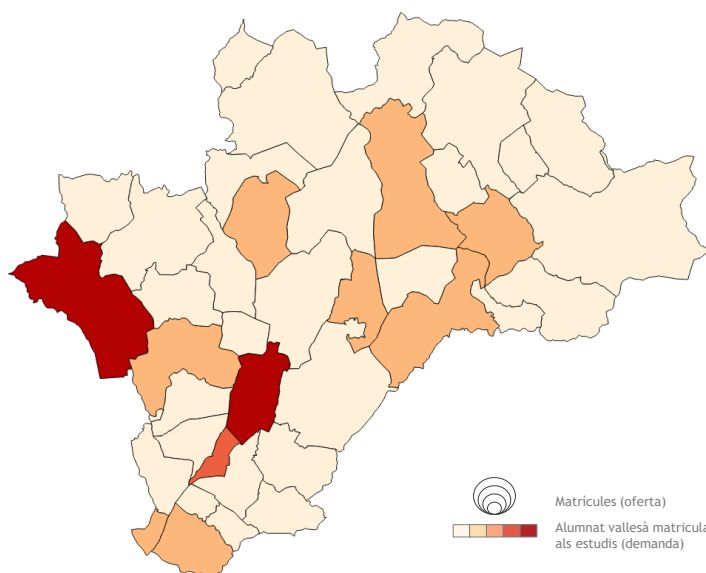 Matrícules (oferta)
Alumnat vallesà matricula
als estudis (demanda)